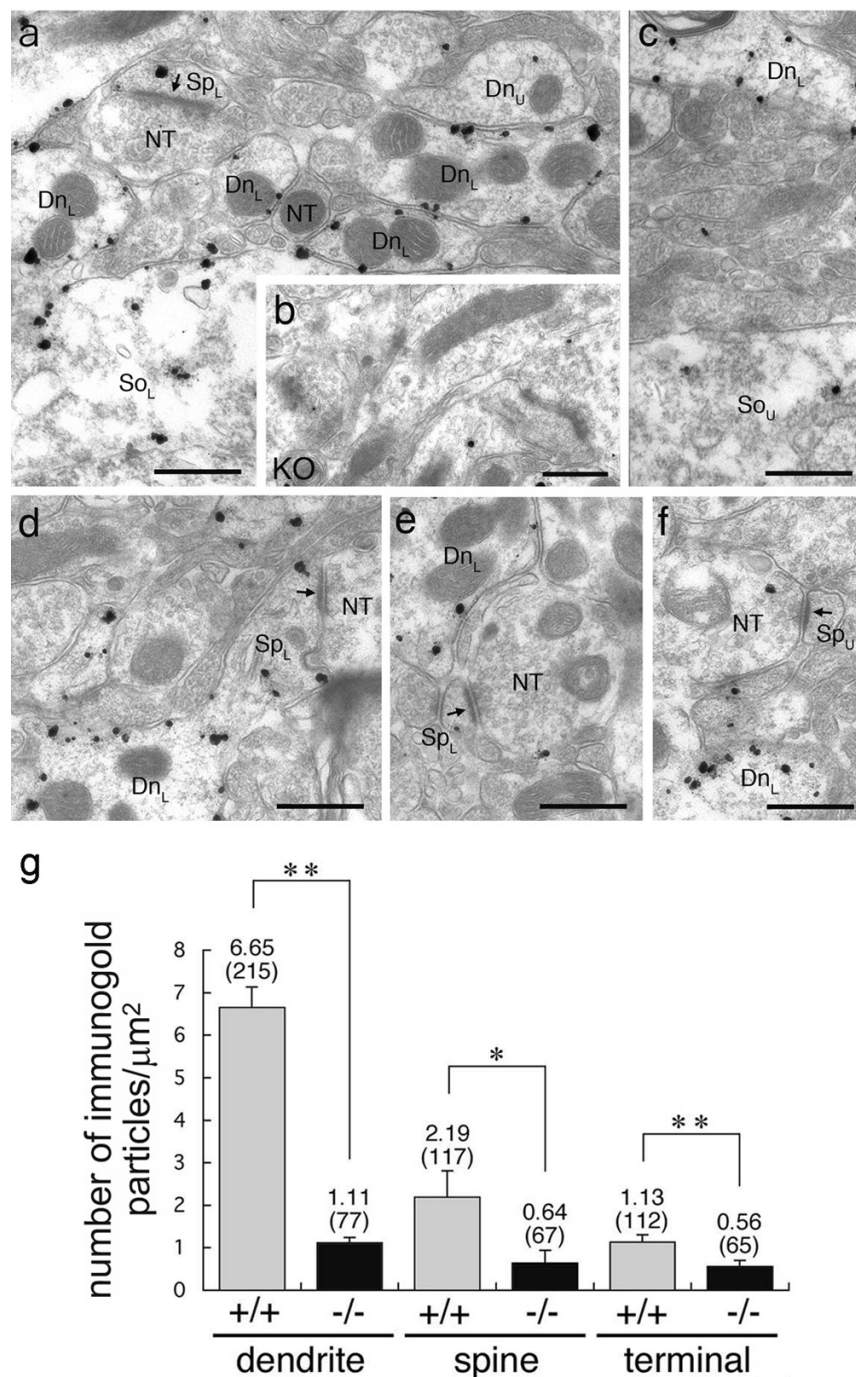 a
Sp_L
NT
Dn_U
Dn_L
Dn_L
NT
Dn_L
Dn_L
So_L
b
KO
c
Dn_L
So_U
d
NT
Sp_L
Dn_L
e
Dn_L
NT
Sp_L
f
NT
Sp_U
Dn_L
g
number of immunogold
particles/μm²
8
7
6
5
4
3
2
1
0
**
*
**
6.65
(215)
1.11
(77)
2.19
(117)
0.64
(67)
1.13
(112)
0.56
(65)
+/+ -/- +/+ -/- +/+ -/-
dendrite spine terminal